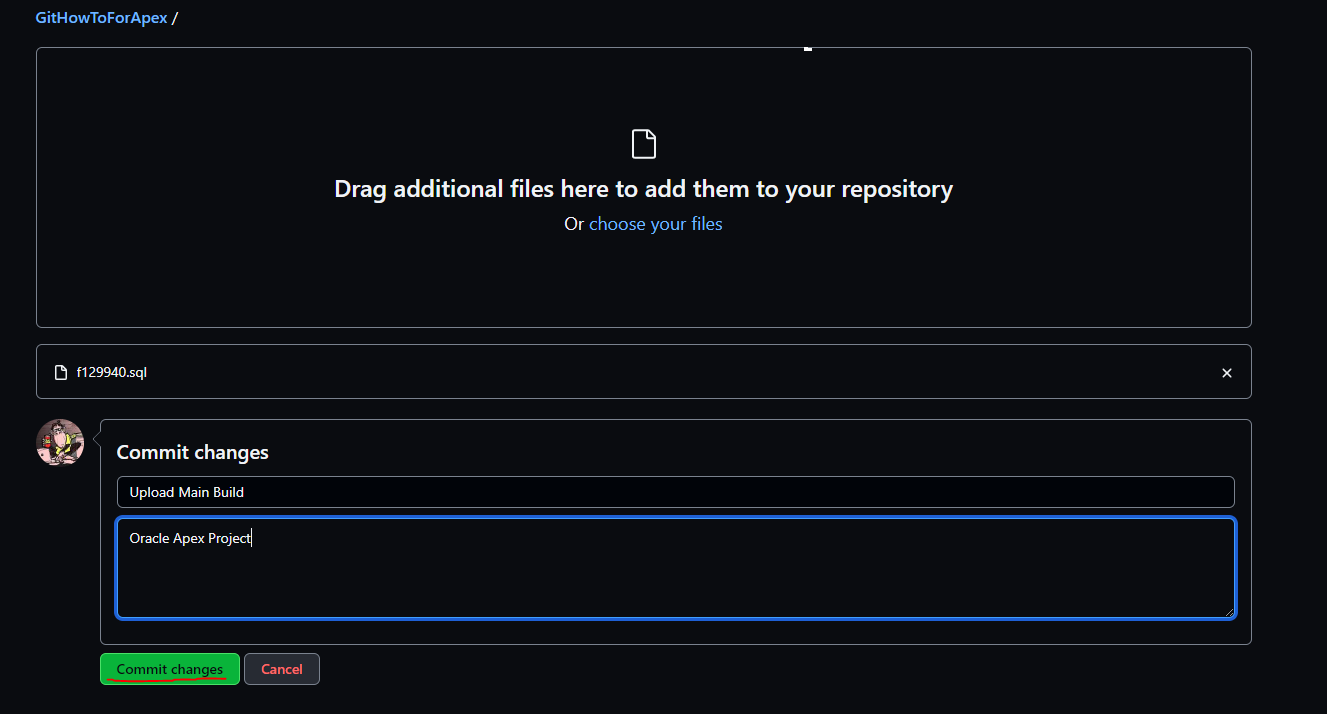 GitHowToForApex /
Drag additional files here to add them to your repository
Or choose your files
f129940.sql
Commit changes
Upload Main Build
Oracle Apex Project
Commit changes Cancel